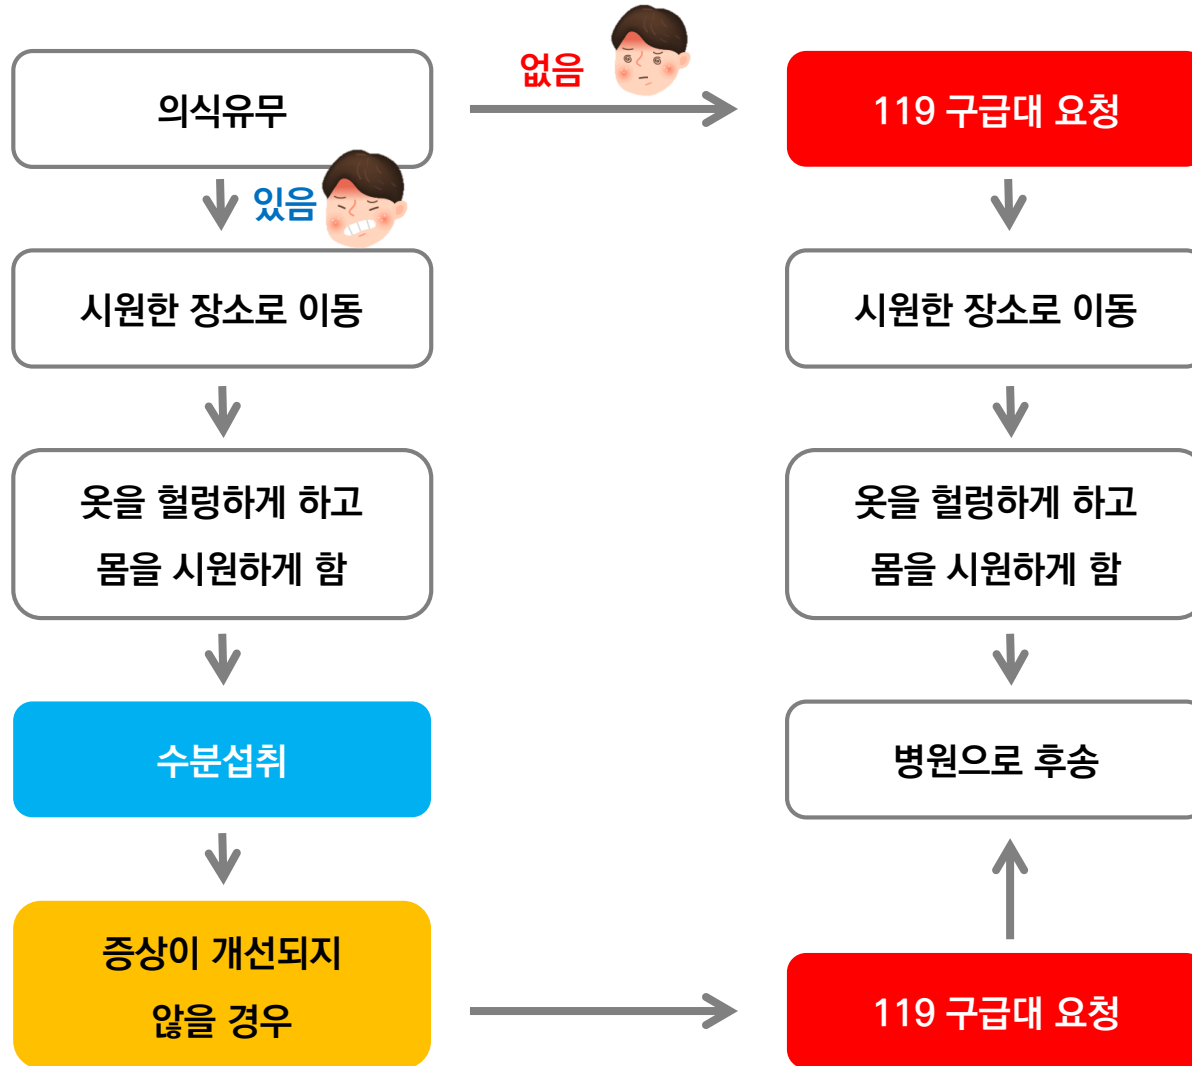 의식유무
없음
119 구급대 요청
있음
시원한 장소로 이동
시원한 장소로 이동
옷을 헐렁하게 하고
몸을 시원하게 함
옷을 헐렁하게 하고
몸을 시원하게 함
수분섭취
병원으로 후송
증상이 개선되지
않을 경우
119 구급대 요청